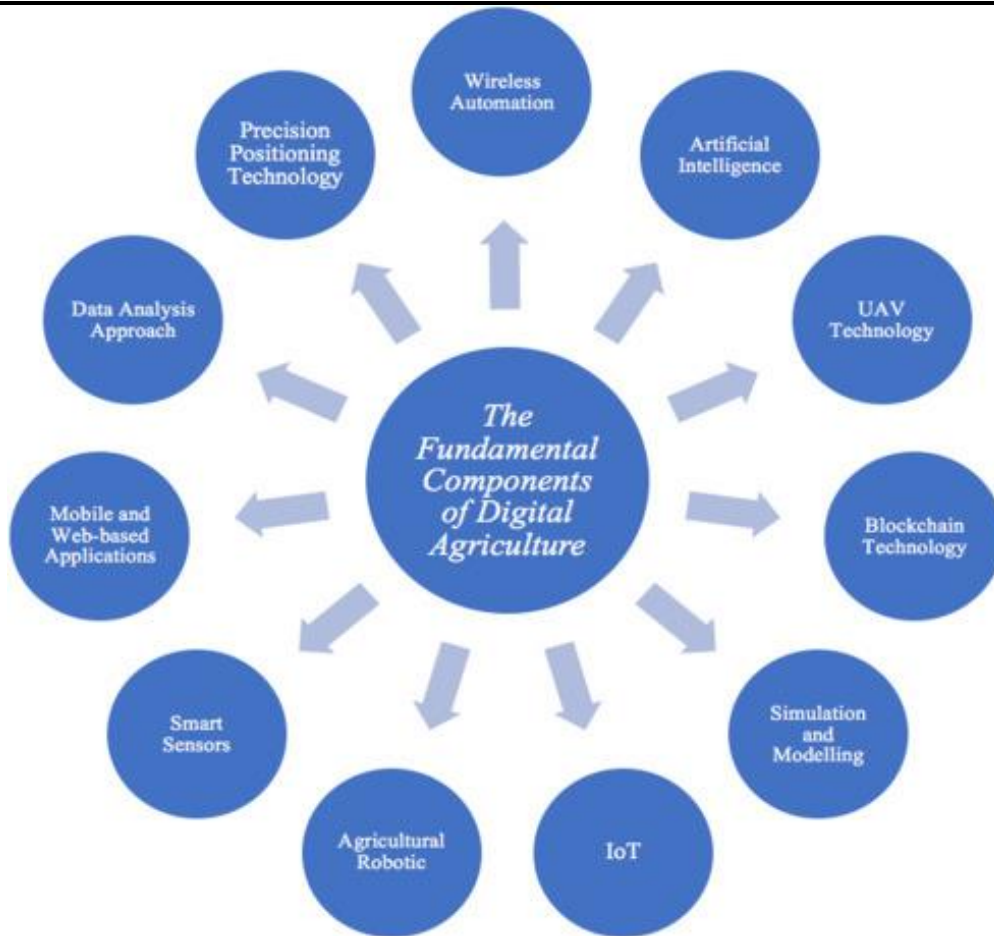 Wireless
Automation
Artificial
Intelligence
UAV
Technology
Blockchain
Technology
Simulation
and
Modelling
IoT
Agricultural
Robotic
Smart
Sensors
Mobile and
Web-based
Applications
Data Analysis
Approach
Precision
Positioning
Technology
The
Fundamental
Components
of Digital
Agriculture